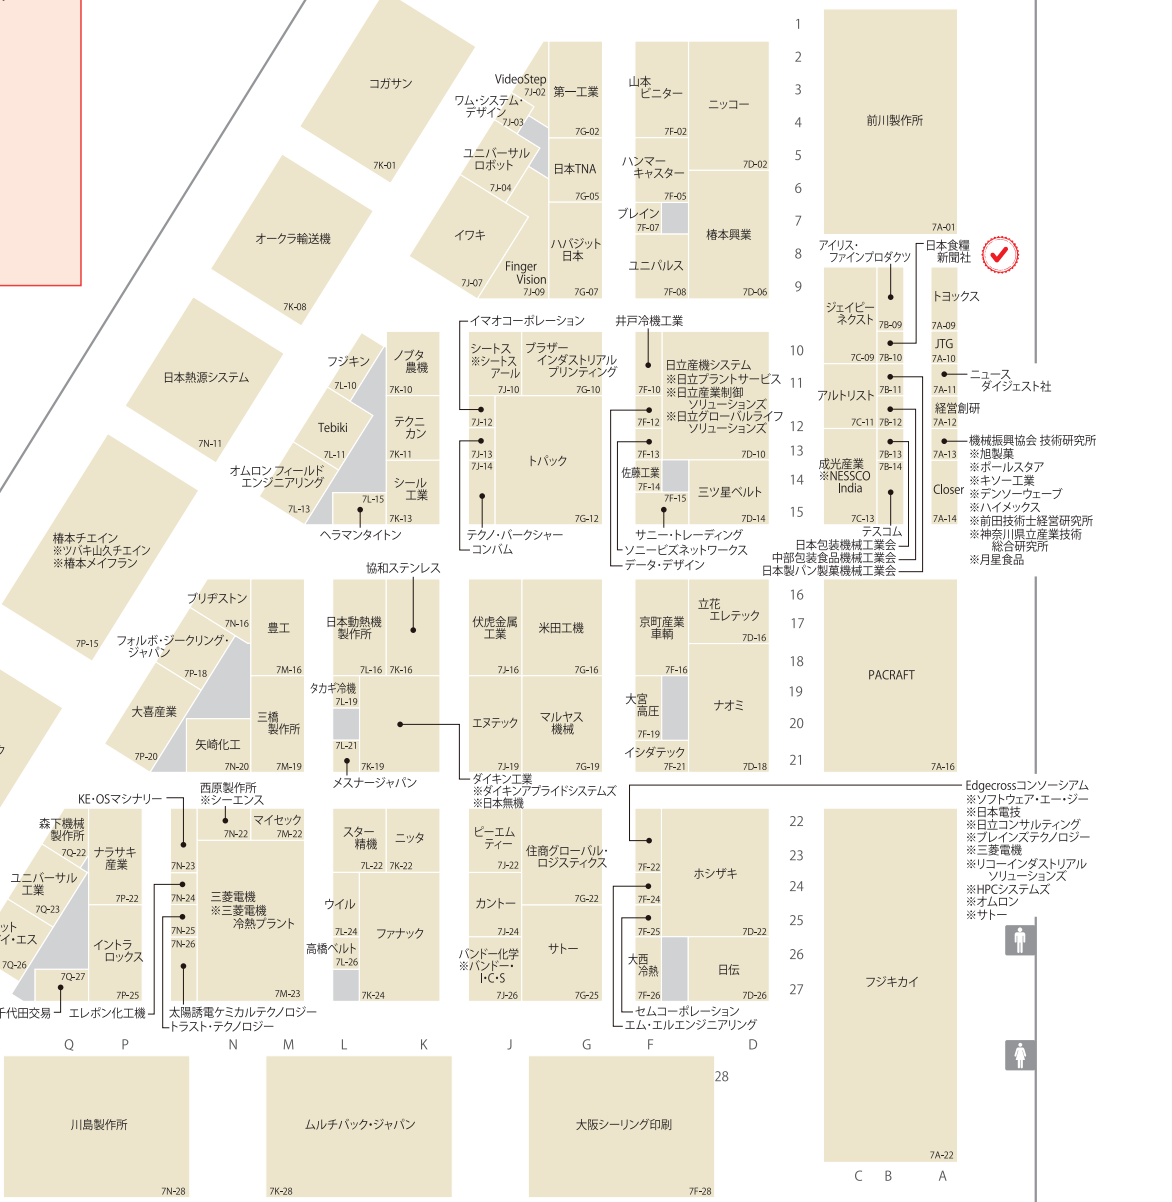 1
2
3
4
5
6
7
8
9
10
11
12
13
14
15
16
17
18
19
20
21
22
23
24
25
26
27
28
コガサン
7K-01
VideoStep
7J-02
ワム・システム・
デザイン
7J-03
第一工業
7G-02
山本
ビニター
7F-02
ニッコー
7D-02
前川製作所
7A-01
ユニバーサル
ロボット
7J-04
日本TNA
7G-05
ハンマー
キャスター
7F-05
ブレイン
7F-07
椿本興業
7D-06
オークラ輸送機
7K-08
イワキ
7J-07
Finger
Vision
7J-09
ハバジット
日本
7G-07
ユニパルス
7F-08
アイリス・
ファインプロダクツ
日本食糧
新聞社
ジェイピー
ネクスト
7C-09
7B-09
7B-10
トヨックス
7A-09
JTG
7A-10
ニュース
ダイジェスト社
7A-11
日本熱源システム
7N-11
フジキン
7L-10
ノブタ
農機
7K-10
イマオコーポレーション
シートス
※シートス
アール
7J-10
ブラザー
インダストリアル
プリンティング
7G-10
井戸冷機工業
7F-10
日立産機システム
※日立プラントサービス
※日立産業制御
ソリューションズ
※日立グローバルライフ
ソリューションズ
7D-10
アルトリスト
7C-11
7B-11
7B-12
経営創研
7A-12
Tebiki
7L-11
テクニ
カン
7K-11
7J-12
7J-13
7J-14
トパック
7G-12
7F-12
7F-13
機械振興協会 技術研究所
※旭製菓
※ボールスタア
※キソー工業
※デンソーウェーブ
※ハイメックス
※前田技術士経営研究所
※神奈川県立産業技術
総合研究所
※月星食品
7A-13
オムロン フィールド
エンジニアリング
7L-13
シール
工業
7K-13
7L-15
ヘラマンタイトン
佐藤工業
7F-14
7F-15
三ツ星ベルト
7D-14
成光産業
※NESSCO
India
7C-13
7B-13
7B-14
Closer
7A-14
テクノ・パークシャー
コンバム
サニー・トレーディング
ソニービズネットワークス
データ・デザイン
テスコム
日本包装機械工業会
中部包装食品機械工業会
日本製パン製菓機械工業会
椿本チエイン
※ツバキ山久チエイン
※椿本メイフラン
7P-15
協和ステンレス
ブリヂストン
7N-16
豊工
7M-16
日本動熱機
製作所
7L-16
7K-16
伏虎金属
工業
7J-16
米田工機
7G-16
京町産業
車輌
7F-16
立花
エレテック
7D-16
PACRAFT
7A-16
フォルボ・ジークリング・
ジャパン
7P-18
大喜産業
7P-20
矢崎化工
7N-20
三橋
製作所
7M-19
タカギ冷機
7L-19
7L-21
メスナージャパン
7K-19
エヌテック
7J-19
マルヤス
機械
7G-19
大宮
高圧
7F-19
イシダテック
7F-21
ナオミ
7D-18
ダイキン工業
※ダイキンアプライドシステムズ
※日本無機
Edgecrossコンソーシアム
※ソフトウェア・エー・ジー
※日本電技
※日立コンサルティング
※ブレインズテクノロジー
※三菱電機
※リコーインダストリアル
ソリューションズ
※HPCシステムズ
※オムロン
※サトー
ク
KE・OSマシナリー
西原製作所
※シーエンス
森下機械
製作所
7Q-22
ナラサキ
産業
7P-22
7N-22
マイセック
7M-22
7N-23
スター
精機
7L-22
ニッタ
7K-22
ビーエム
ティー
7J-22
住商グローバル・
ロジスティクス
7G-22
7F-22
ホシザキ
7D-22
ユニバーサル
工業
7Q-23
7N-24
7N-25
7N-26
三菱電機
※三菱電機
冷熱プラント
7M-23
ウイル
7L-24
ファナック
7K-24
カントー
7J-24
7F-24
7F-25
ット
イ・エス
7Q-26
イントラ
ロックス
7P-25
7Q-27
高橋ベルト
7L-26
バンドー化学
※バンドー・
I・C・S
7J-26
サトー
7G-25
大西
冷熱
7F-26
日伝
7D-26
フジキカイ
7A-22
千代田交易
エレポン化工機
太陽誘電ケミカルテクノロジー
トラスト・テクノロジー
セムコーポレーション
エム・エルエンジニアリング
Q P N M L K J G F D
川島製作所
7N-28
ムルチバック・ジャパン
7K-28
大阪シーリング印刷
7F-28
C B A